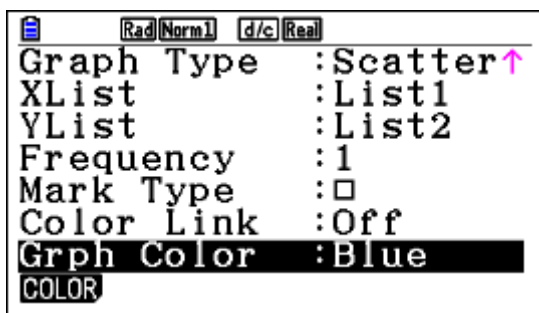 Rad Norm1 d/c Real
Graph Type :Scatter↑
XList :List1
YList :List2
Frequency :1
Mark Type :□
Color Link :Off
Grph Color :Blue
COLOR